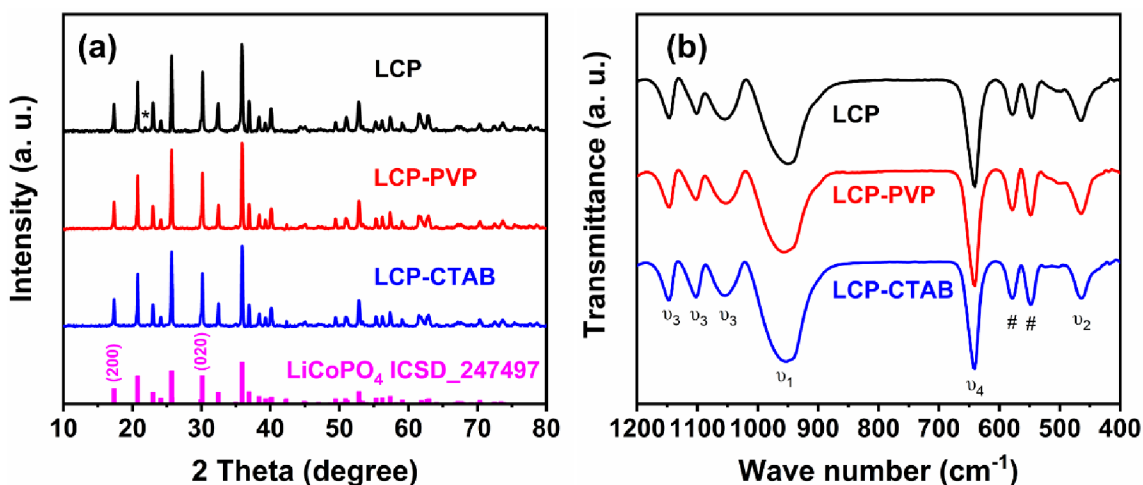 (a)
LCP
*
LCP-PVP
LCP-CTAB
(200)
(020)
LiCoPO₄ ICSD_247497
Intensity (a. u.)
10 20 30 40 50 60 70 80
2 Theta (degree)
(b)
LCP
LCP-PVP
LCP-CTAB
υ₃ υ₃ υ₃ # # υ₂
υ₁ υ₄
Transmittance (a. u.)
1200 1100 1000 900 800 700 600 500 400
Wave number (cm⁻¹)